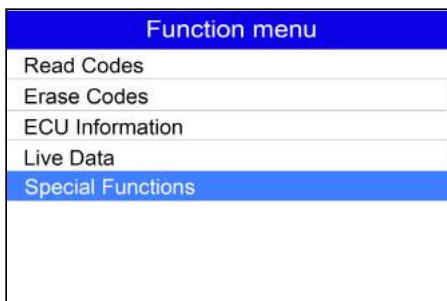 Function menu
Read Codes
Erase Codes
ECU Information
Live Data
Special Functions